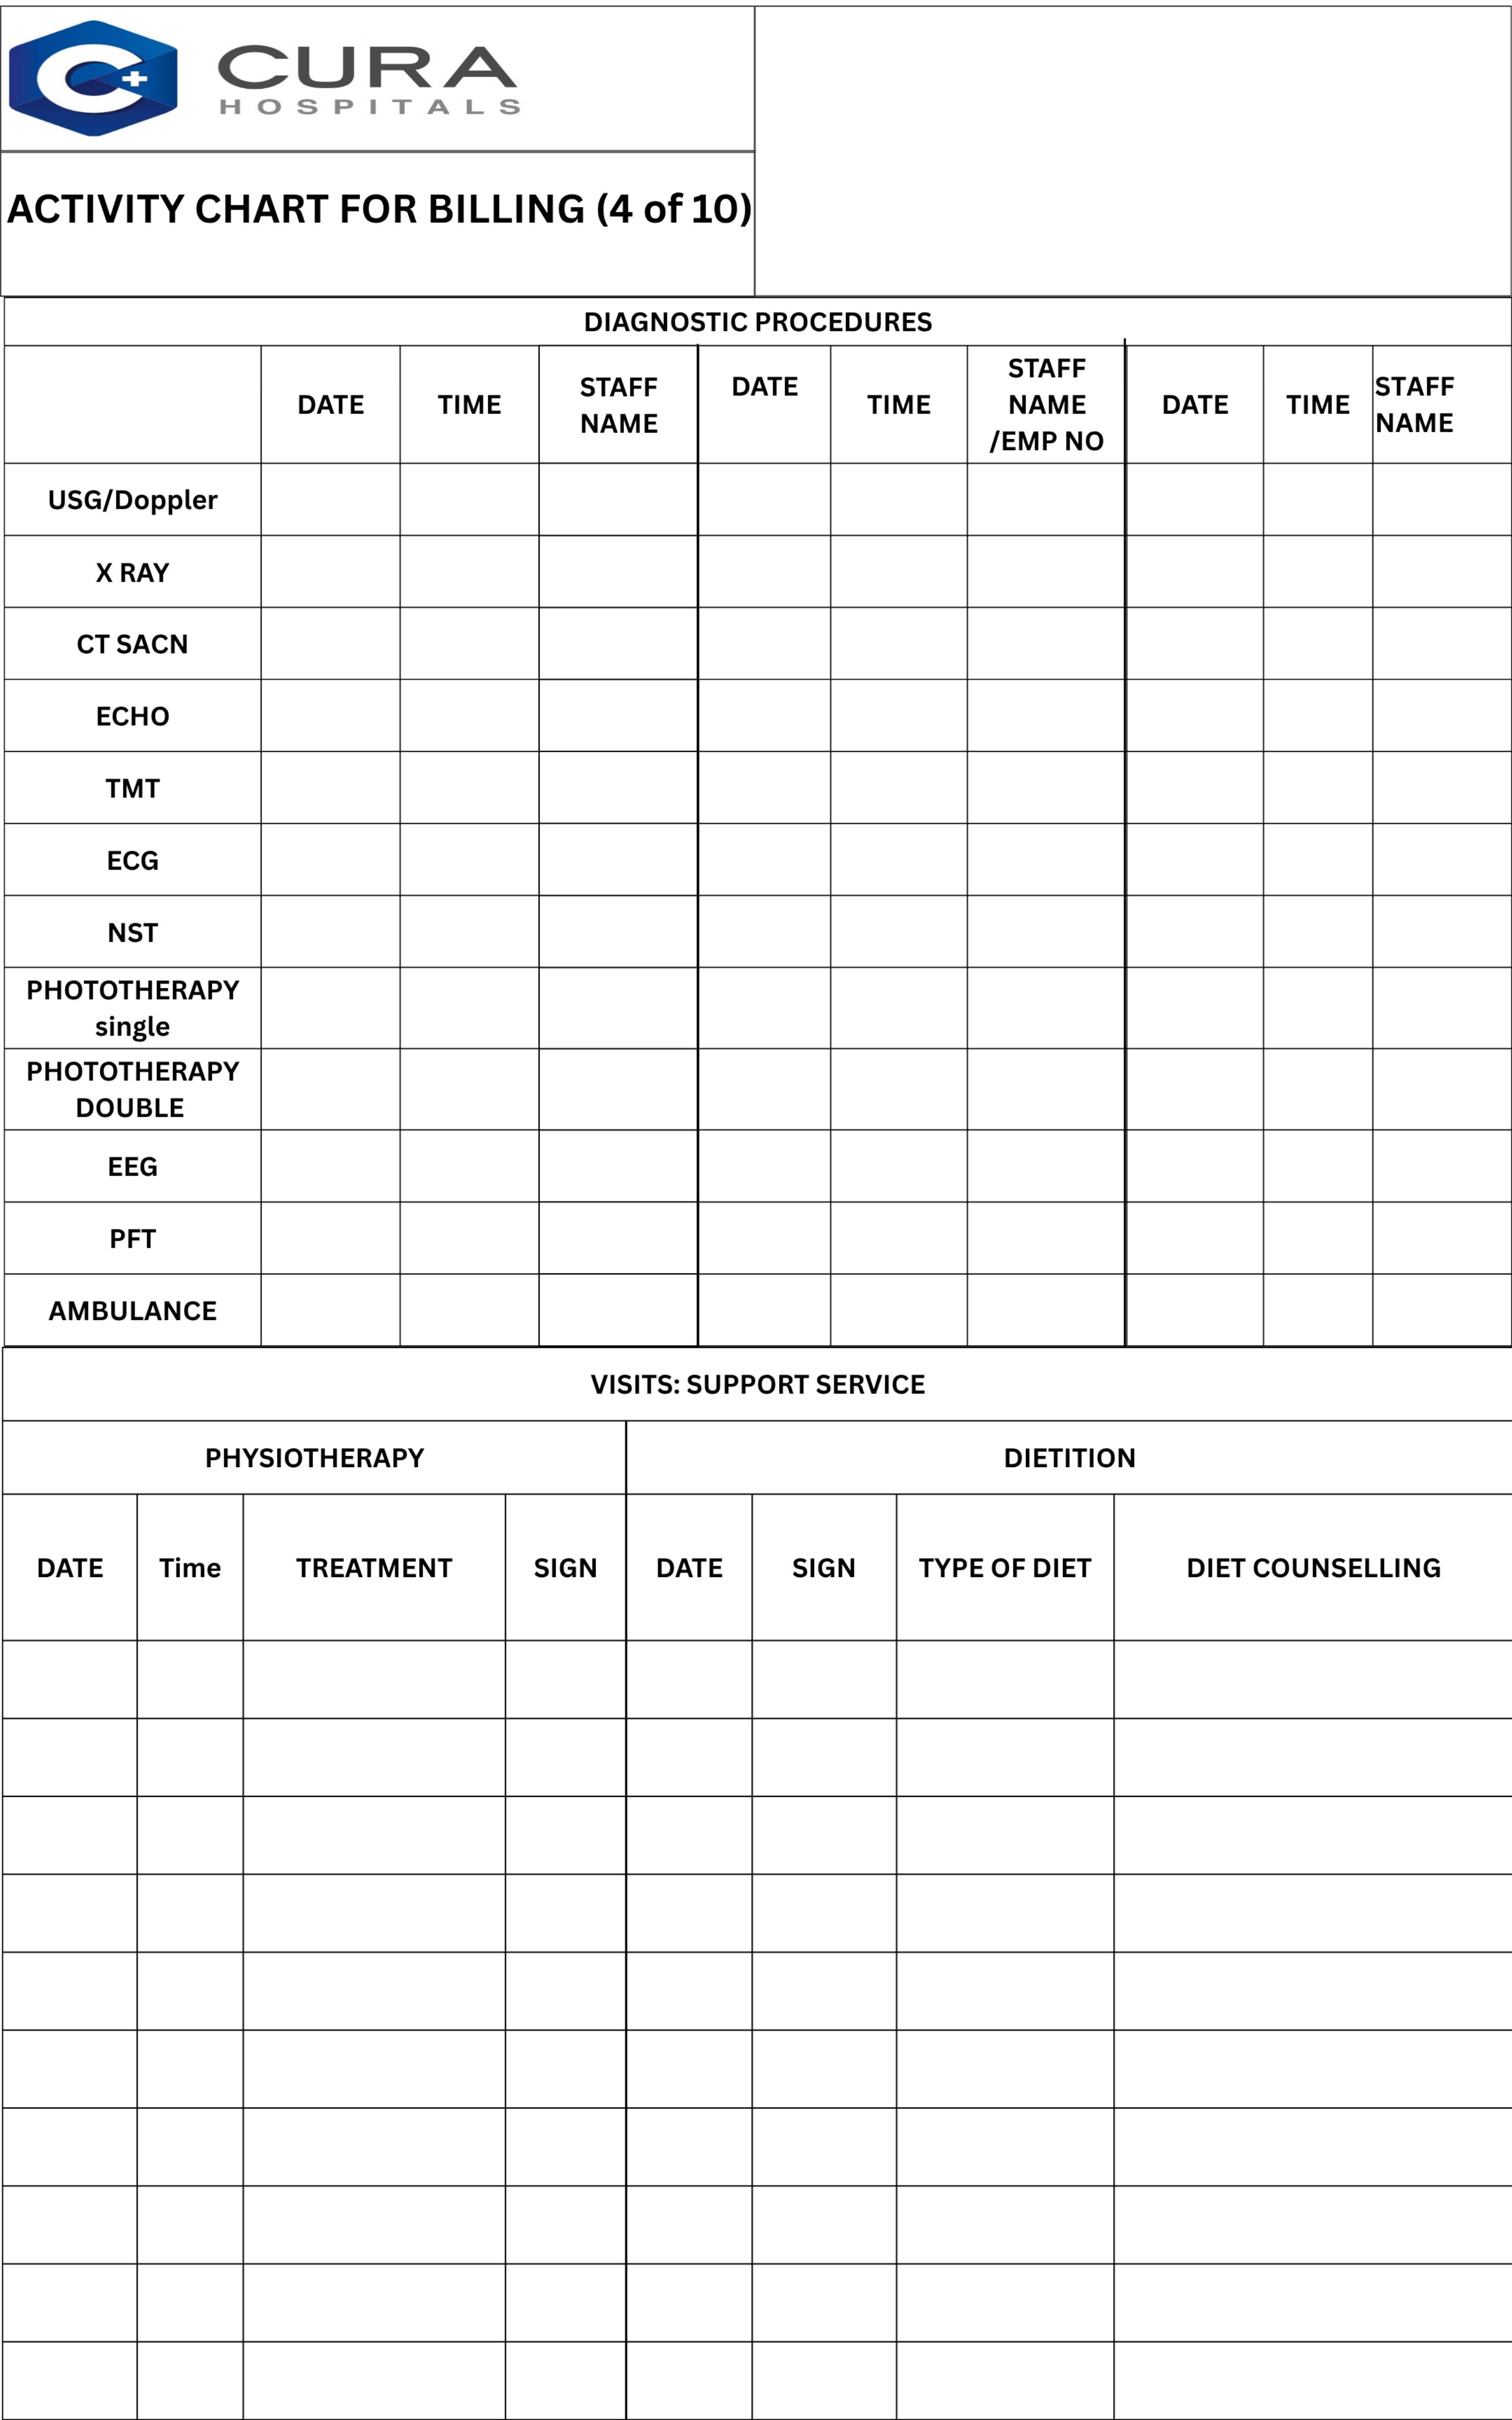 CURA
HOSPITALS
ACTIVITY CHART FOR BILLING (4 of 10)
DIAGNOSTIC PROCEDURES
DATE TIME STAFF NAME DATE TIME STAFF NAME /EMP NO DATE TIME STAFF NAME
USG/Doppler
X RAY
CT SACN
ECHO
TMT
ECG
NST
PHOTOTHERAPY
single
PHOTOTHERAPY
DOUBLE
EEG
PFT
AMBULANCE
VISITS: SUPPORT SERVICE
PHYSIOTHERAPY DIETITION
DATE Time TREATMENT SIGN DATE SIGN TYPE OF DIET DIET COUNSELLING